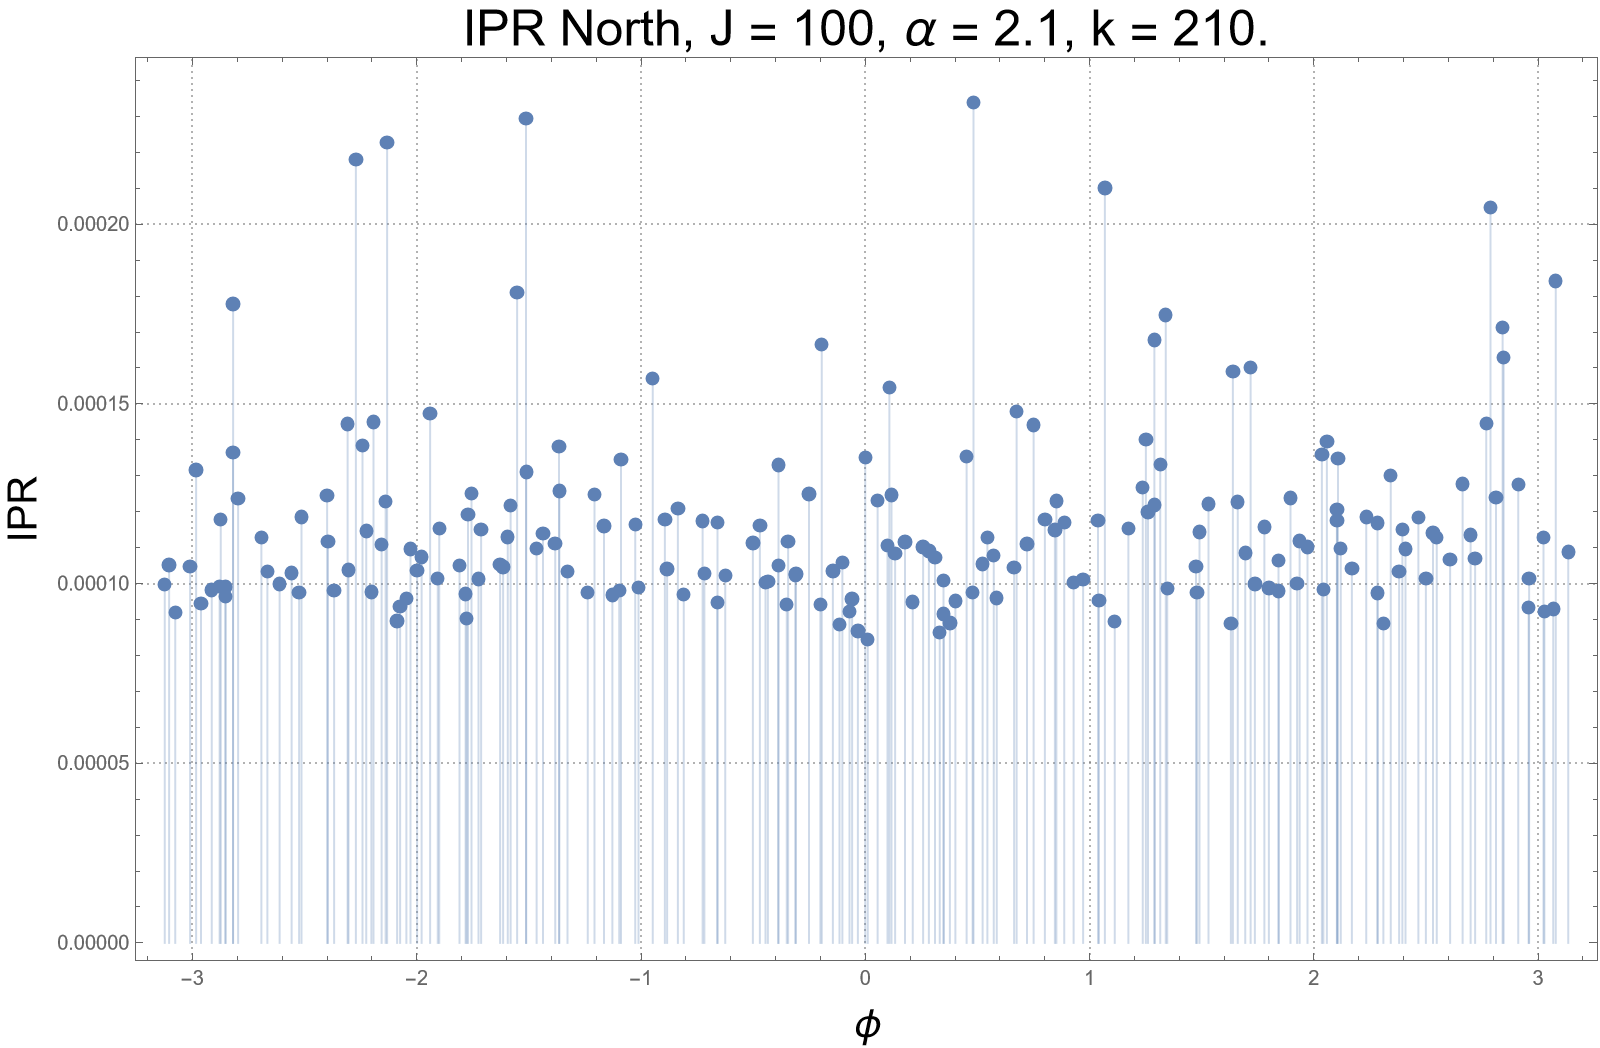 IPR North, J = 100, α = 2.1, k = 210.
IPR
0.00020
0.00015
0.00010
0.00005
0.00000
−3 −2 −1 0 1 2 3
ϕ